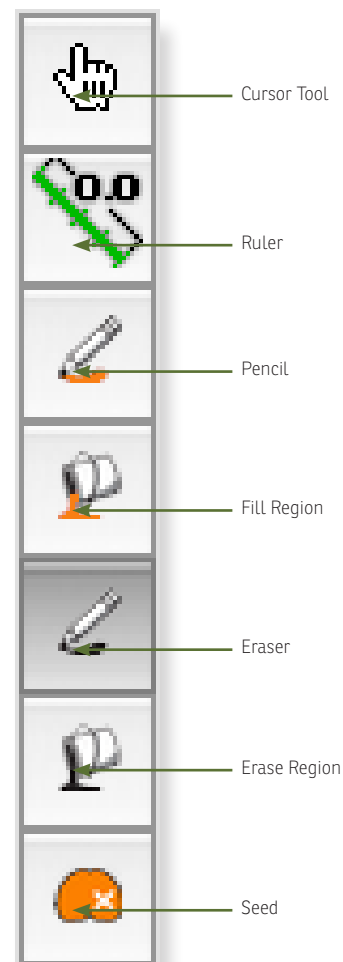 Cursor Tool
0.0
Ruler
Pencil
Fill Region
Eraser
Erase Region
Seed